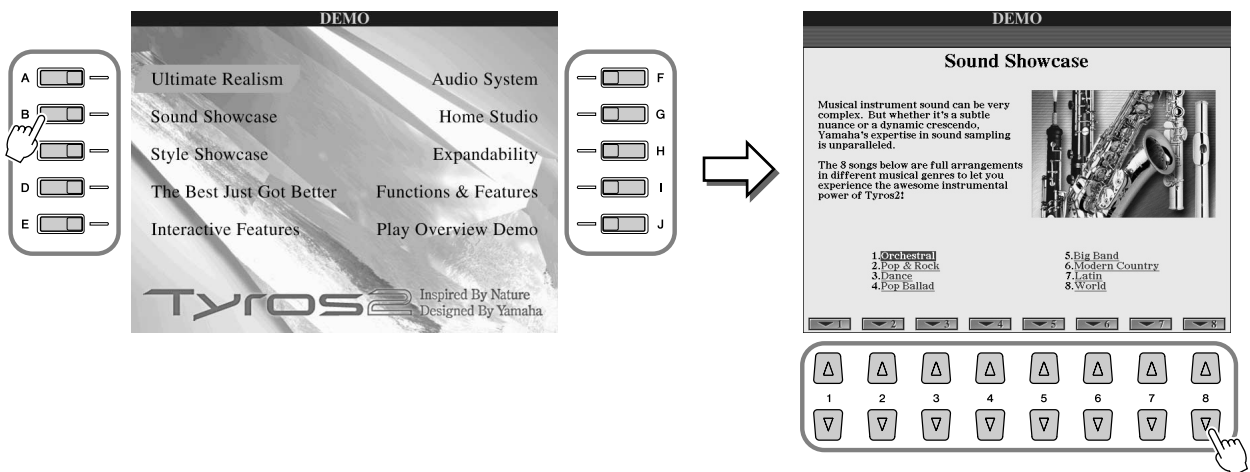 DEMO
A
B
D
E
Ultimate Realism
Sound Showcase
Style Showcase
The Best Just Got Better
Interactive Features
Audio System
Home Studio
Expandability
Functions & Features
Play Overview Demo
Tyros2
Inspired By Nature
Designed By Yamaha
F
G
H
I
J
DEMO
Sound Showcase
Musical instrument sound can be very
complex. But whether it's a subtle
nuance or a dynamic crescendo,
Yamaha's expertise in sound sampling
is unparalleled.
The 8 songs below are full arrangements
in different musical genres to let you
experience the awesome instrumental
power of Tyros2!
1.Orchestral
2.Pop & Rock
3.Dance
4.Pop Ballad
5.Big Band
6.Modern Country
7.Latin
8.World
1 2 3 4 5 6 7 8
1 2 3 4 5 6 7 8